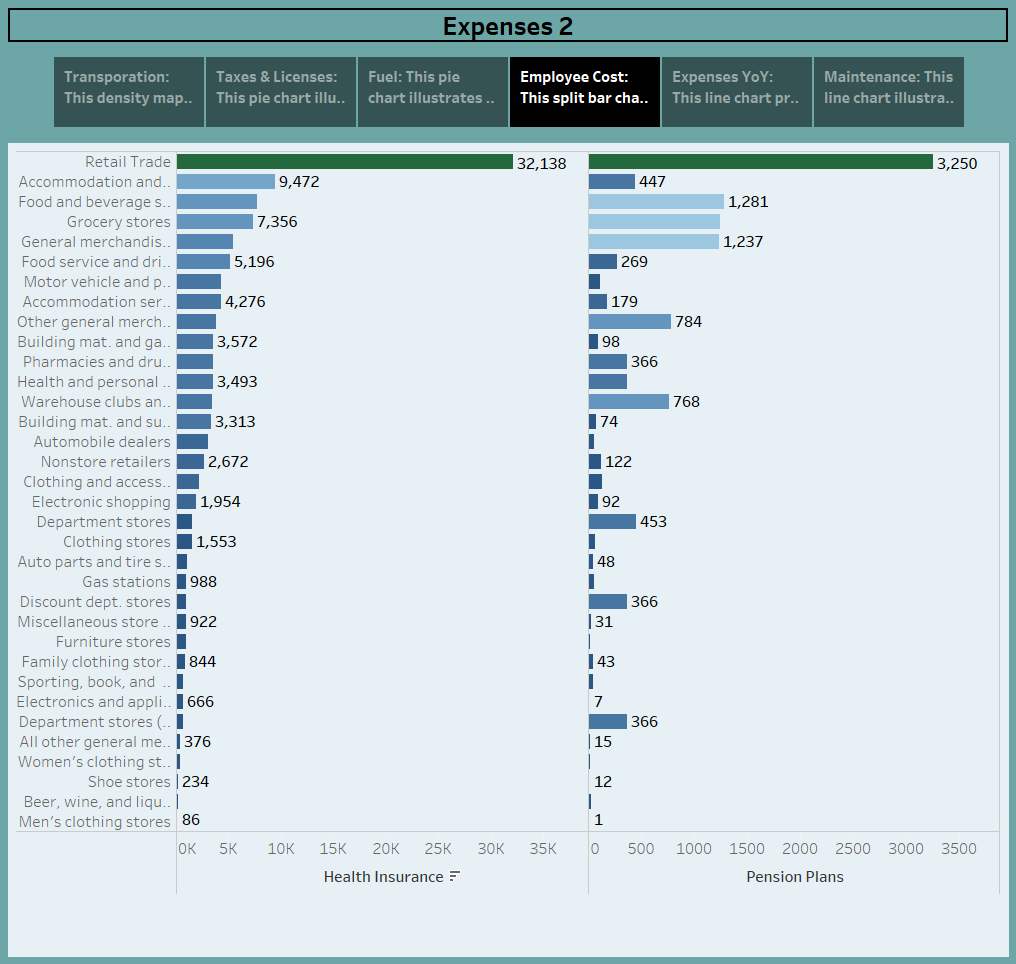 Expenses 2
Transporation:
This density map..
Taxes & Licenses:
This pie chart illu..
Fuel: This pie
chart illustrates ..
Employee Cost:
This split bar cha..
Expenses YoY:
This line chart pr..
Maintenance: This
line chart illustra..
Retail Trade 32,138 3,250
Accommodation and.. 9,472 447
Food and beverage s.. 1,281
Grocery stores 7,356
General merchandis.. 1,237
Food service and dri.. 5,196 269
Motor vehicle and p..
Accommodation ser.. 4,276 179
Other general merch.. 784
Building mat. and ga.. 3,572 98
Pharmacies and dru.. 366
Health and personal .. 3,493
Warehouse clubs an.. 768
Building mat. and su.. 3,313 74
Automobile dealers
Nonstore retailers 2,672 122
Clothing and access..
Electronic shopping 1,954 92
Department stores 453
Clothing stores 1,553
Auto parts and tire s.. 48
Gas stations 988
Discount dept. stores 366
Miscellaneous store .. 922 31
Furniture stores
Family clothing stor.. 844 43
Sporting, book, and ..
Electronics and appli.. 666 7
Department stores (.. 366
All other general me.. 376 15
Women's clothing st..
Shoe stores 234 12
Beer, wine, and liqu..
Men's clothing stores 86 1
0K 5K 10K 15K 20K 25K 30K 35K 0 500 1000 1500 2000 2500 3000 3500
Health Insurance Pension Plans